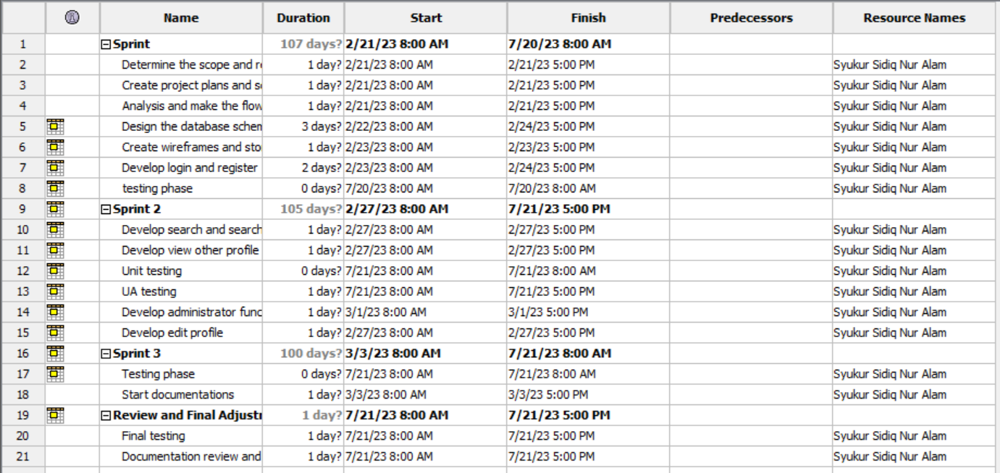 Name Duration Start Finish Predecessors Resource Names
1 Sprint 107 days? 2/21/23 8:00 AM 7/20/23 8:00 AM
2 Determine the scope and 1 day? 2/21/23 8:00 AM 2/21/23 5:00 PM Syukur Sidiq Nur Alam
3 Create project plans and 1 day? 2/21/23 8:00 AM 2/21/23 5:00 PM Syukur Sidiq Nur Alam
4 Analysis and make the flow 1 day? 2/21/23 8:00 AM 2/21/23 5:00 PM Syukur Sidiq Nur Alam
5 Design the database schem 3 days? 2/22/23 8:00 AM 2/24/23 5:00 PM Syukur Sidiq Nur Alam
6 Create wireframes and sto 1 day? 2/23/23 8:00 AM 2/23/23 5:00 PM Syukur Sidiq Nur Alam
7 Develop login and register 2 days? 2/23/23 8:00 AM 2/24/23 5:00 PM Syukur Sidiq Nur Alam
8 testing phase 0 days? 7/20/23 8:00 AM 7/20/23 8:00 AM Syukur Sidiq Nur Alam
9 Sprint 2 105 days? 2/27/23 8:00 AM 7/21/23 5:00 PM
10 Develop search and search 1 day? 2/27/23 8:00 AM 2/27/23 5:00 PM Syukur Sidiq Nur Alam
11 Develop view other profile 1 day? 2/27/23 8:00 AM 2/27/23 5:00 PM Syukur Sidiq Nur Alam
12 Unit testing 0 days? 7/21/23 8:00 AM 7/21/23 8:00 AM Syukur Sidiq Nur Alam
13 UA testing 1 day? 7/21/23 8:00 AM 7/21/23 5:00 PM Syukur Sidiq Nur Alam
14 Develop administrator func 1 day? 3/1/23 8:00 AM 3/1/23 5:00 PM Syukur Sidiq Nur Alam
15 Develop edit profile 1 day? 2/27/23 8:00 AM 2/27/23 5:00 PM Syukur Sidiq Nur Alam
16 Sprint 3 100 days? 3/3/23 8:00 AM 7/21/23 8:00 AM
17 Testing phase 0 days? 7/21/23 8:00 AM 7/21/23 8:00 AM Syukur Sidiq Nur Alam
18 Start documentations 1 day? 3/3/23 8:00 AM 3/3/23 5:00 PM Syukur Sidiq Nur Alam
19 Review and Final Adjustr 1 day? 7/21/23 8:00 AM 7/21/23 5:00 PM
20 Final testing 1 day? 7/21/23 8:00 AM 7/21/23 5:00 PM Syukur Sidiq Nur Alam
21 Documentation review and 1 day? 7/21/23 8:00 AM 7/21/23 5:00 PM Syukur Sidiq Nur Alam